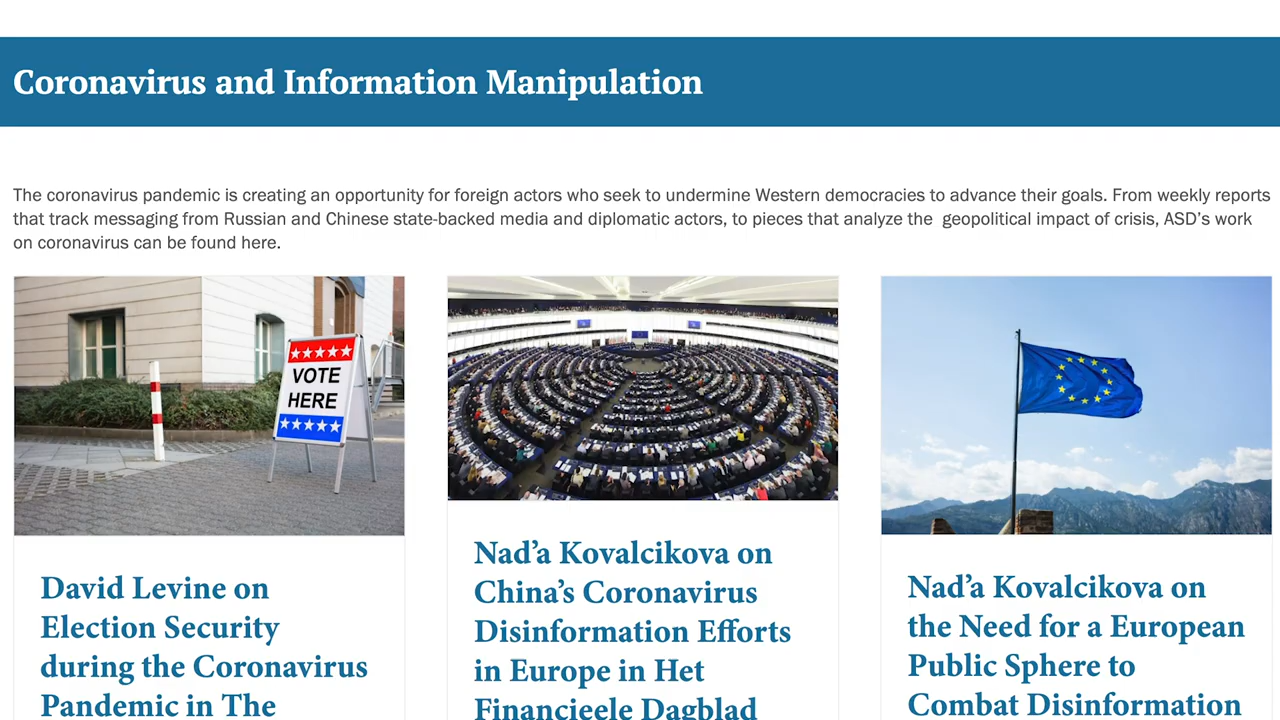 Coronavirus and Information Manipulation
The coronavirus pandemic is creating an opportunity for foreign actors who seek to undermine Western democracies to advance their goals. From weekly reports
that track messaging from Russian and Chinese state-backed media and diplomatic actors, to pieces that analyze the  geopolitical impact of crisis, ASD’s work
on coronavirus can be found here.
VOTE
HERE
David Levine on
Election Security
during the Coronavirus
Pandemic in The
Nad’a Kovalcikova on
China’s Coronavirus
Disinformation Efforts
in Europe in Het
Financieele Dagblad
Nad’a Kovalcikova on
the Need for a European
Public Sphere to
Combat Disinformation